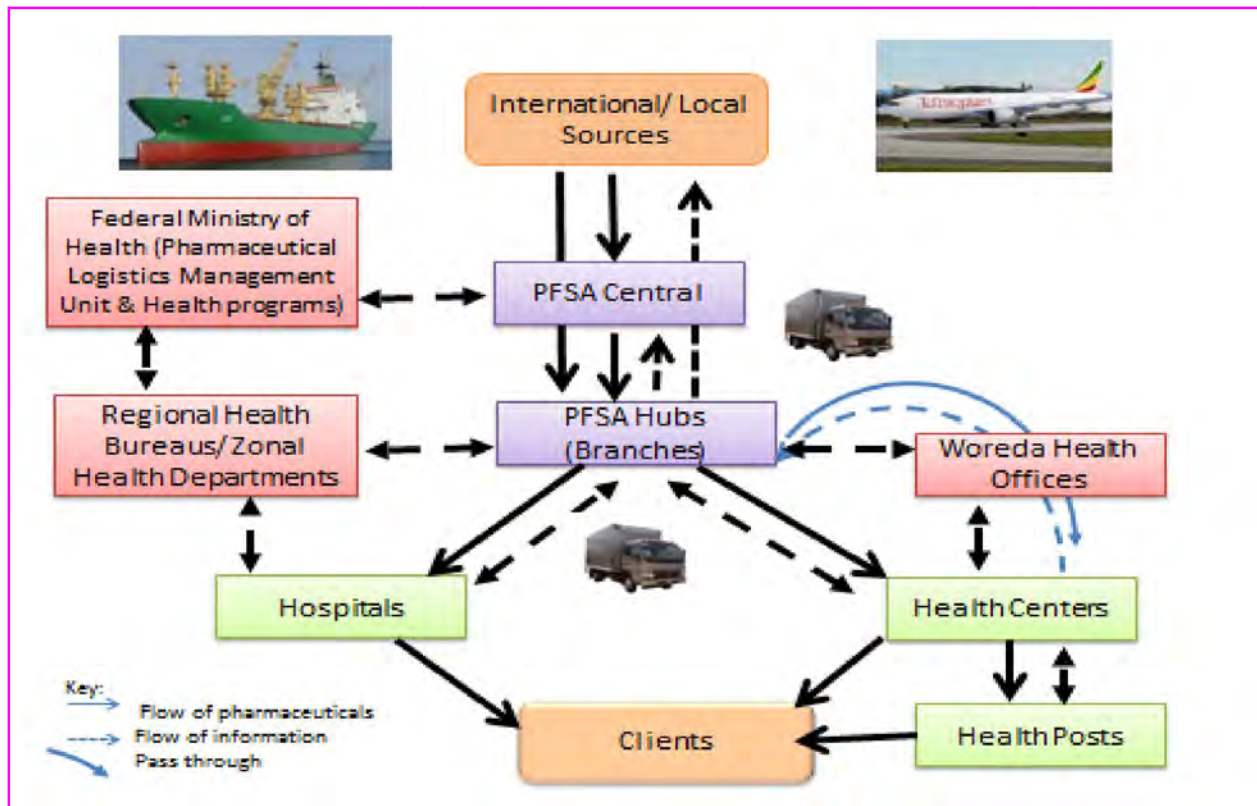 International/ Local
Sources
Ethiopian
Federal Ministry of
Health (Pharmaceutical
Logistics Management
Unit & Health programs)
PFSA Central
Regional Health
Bureaus/ Zonal
Health Departments
PFSA Hubs
(Branches)
Woreda Health
Offices
Hospitals
Health Centers
Key:
Flow of pharmaceuticals
Flow of information
Pass through
Clients
Health Posts